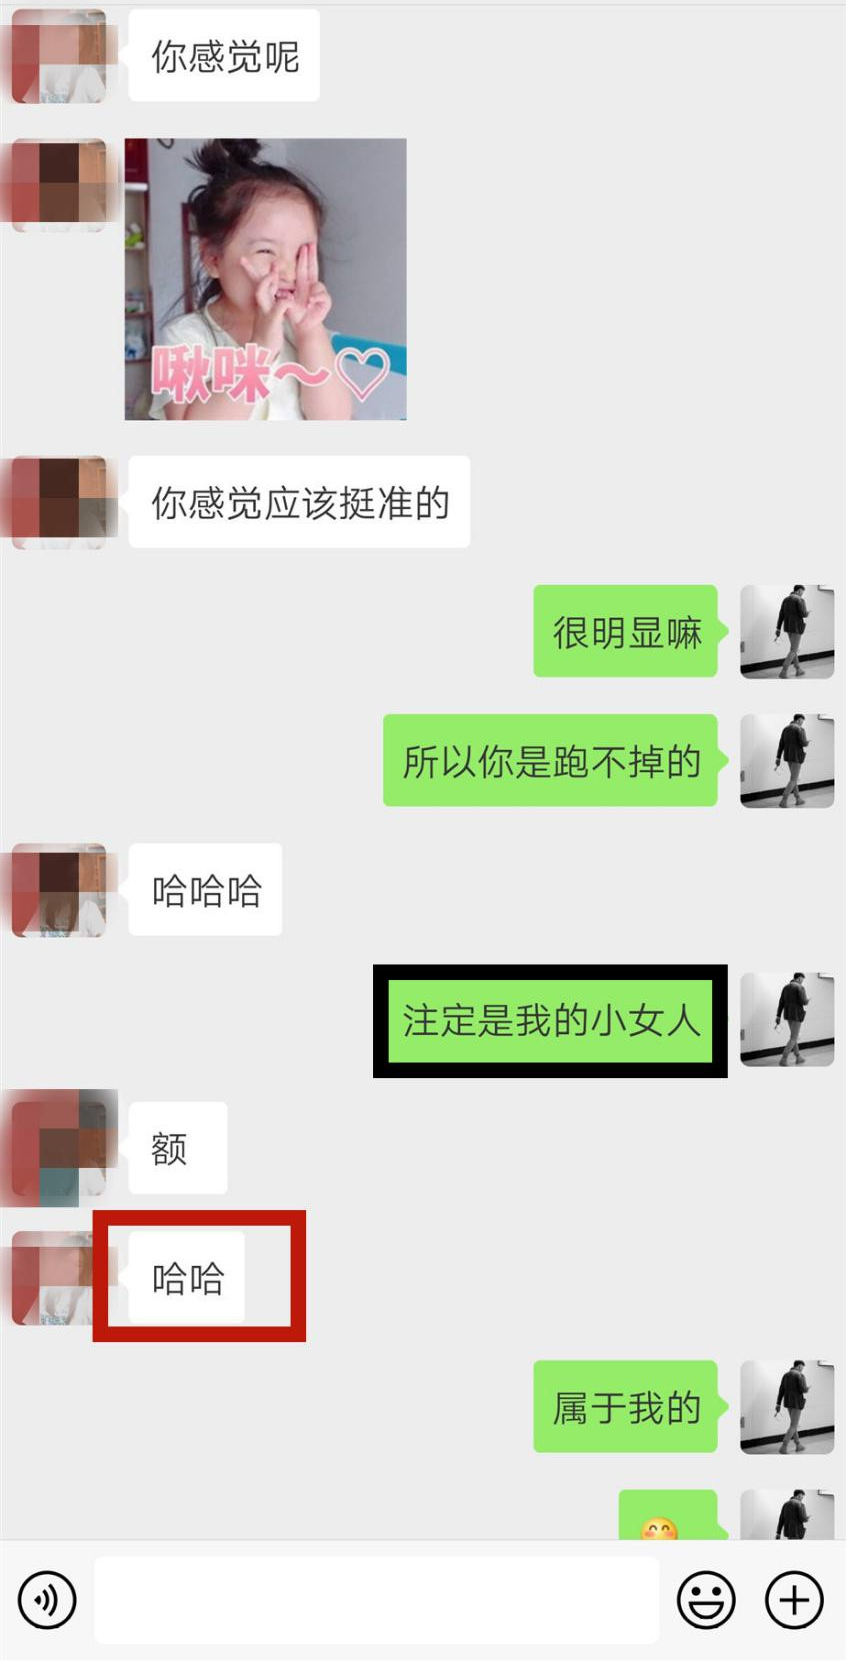 你感觉呢
啾咪～♡
你感觉应该挺准的
很明显嘛
所以你是跑不掉的
哈哈哈
注定是我的小女人
额
哈哈
属于我的